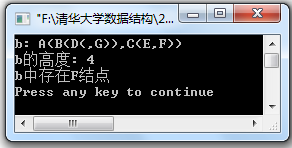 "F:\清华大学数据结构\2...
b: A(B(D(,G)),C(E,F))
b的高度: 4
b中存在F结点
Press any key to continue